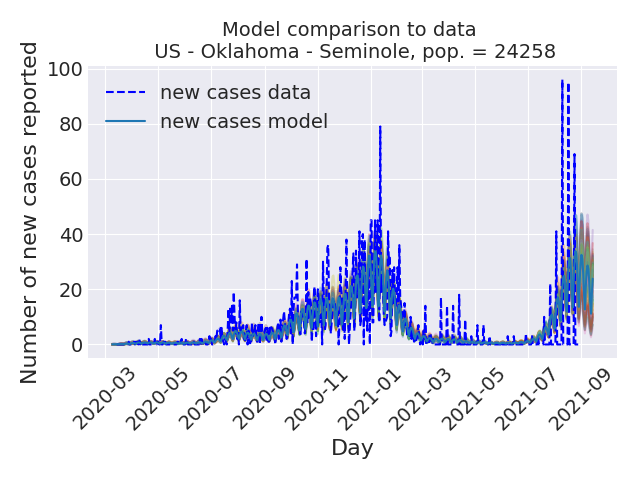 Model comparison to data
US - Oklahoma - Seminole, pop. = 24258
Number of new cases reported
100
80
60
40
20
0
new cases data
new cases model
2020-03
2020-05
2020-07
2020-09
2020-11
2021-01
2021-03
2021-05
2021-07
2021-09
Day